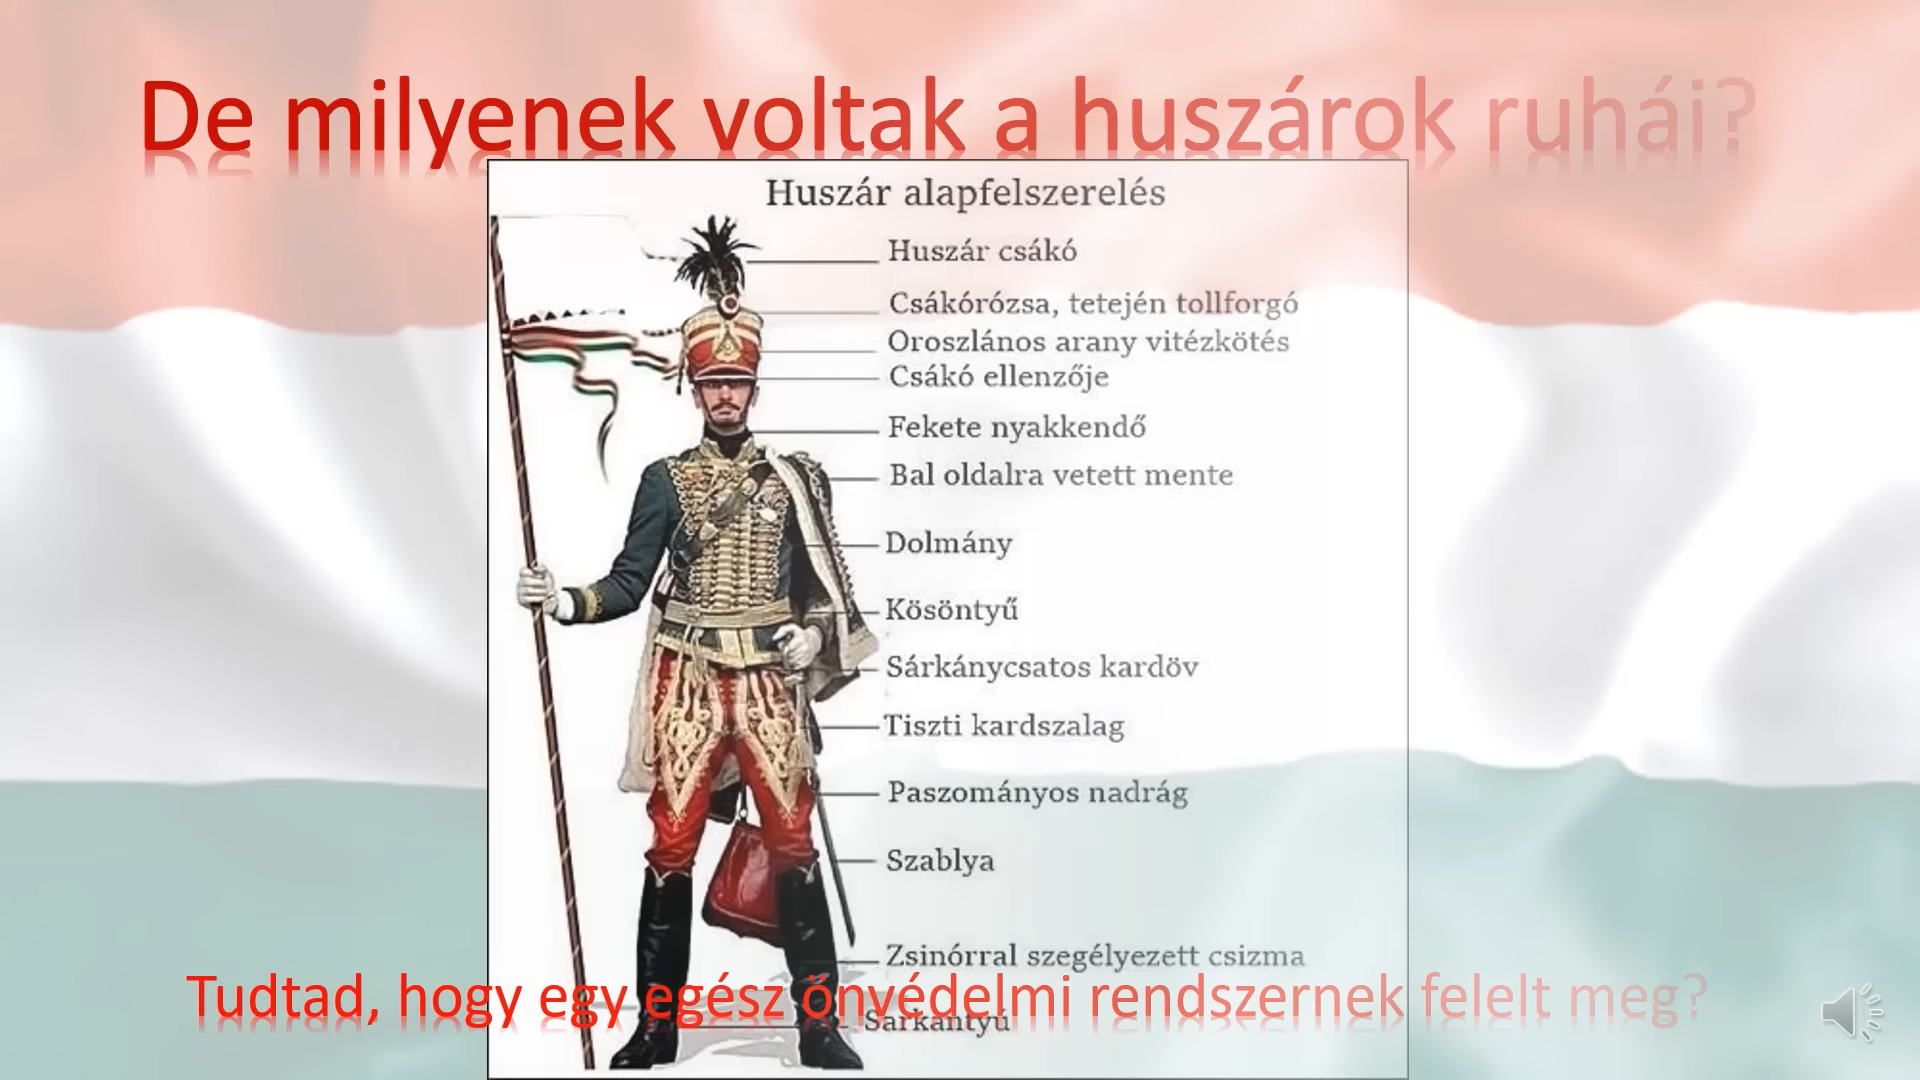 De milyenek voltak a huszárok ruhái?
Huszár alapfelszerelés
Huszár csákó
Csákórózsa, tetején tollforgó
Oroszlános arany vitézkötés
Csákó ellenzője
Fekete nyakkendő
Bal oldalra vetett mente
Dolmány
Kösöntyű
Sárkánycsatos kardöv
Tiszti kardszalag
Paszományos nadrág
Szablya
Zsinórral szegélyezett csizma
Tudtad, hogy egy egész önvédelmi rendszernek felelt meg?
Sarkantyú